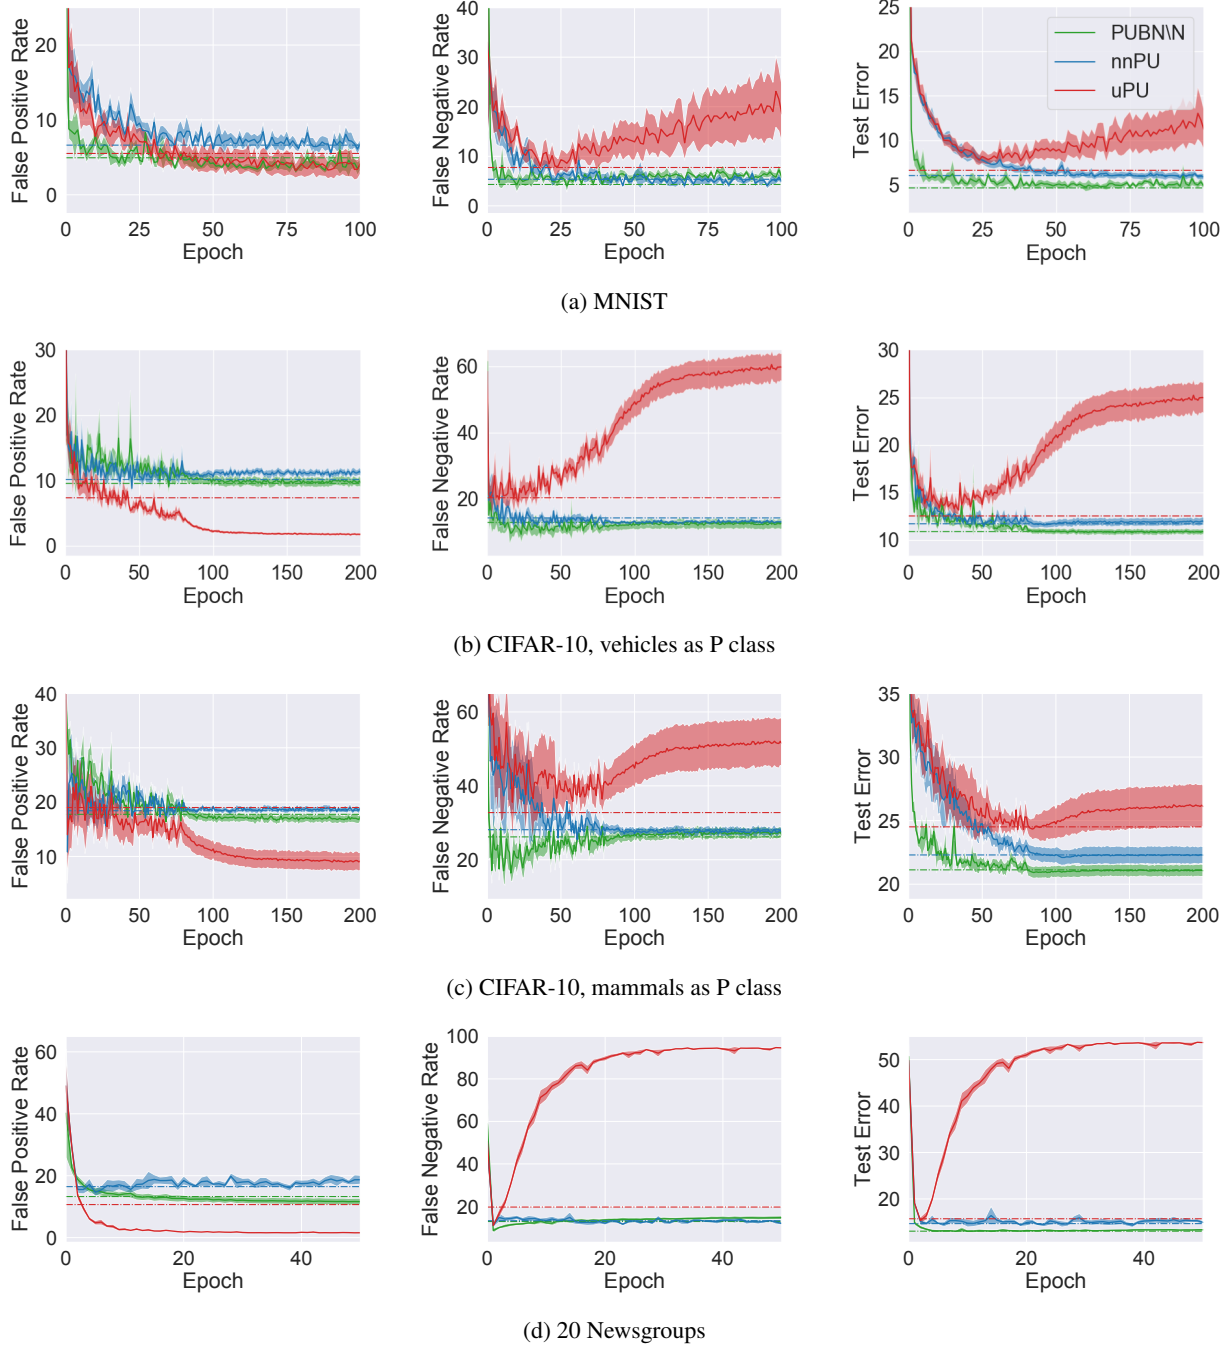 False Positive Rate
20
10
0
0 25 50 75 100
Epoch
False Negative Rate
40
30
20
10
0
0 25 50 75 100
Epoch
Test Error
25
20
15
10
5
0 25 50 75 100
Epoch
PUBN\N
nnPU
uPU
(a) MNIST
False Positive Rate
30
20
10
0
0 50 100 150 200
Epoch
False Negative Rate
60
40
20
0 50 100 150 200
Epoch
Test Error
30
25
20
15
10
0 50 100 150 200
Epoch
(b) CIFAR-10, vehicles as P class
False Positive Rate
40
30
20
10
0 50 100 150 200
Epoch
False Negative Rate
60
40
20
0 50 100 150 200
Epoch
Test Error
35
30
25
20
0 50 100 150 200
Epoch
(c) CIFAR-10, mammals as P class
False Positive Rate
60
40
20
0
0 20 40
Epoch
False Negative Rate
100
80
60
40
20
0 20 40
Epoch
Test Error
50
40
30
20
0 20 40
Epoch
(d) 20 Newsgroups